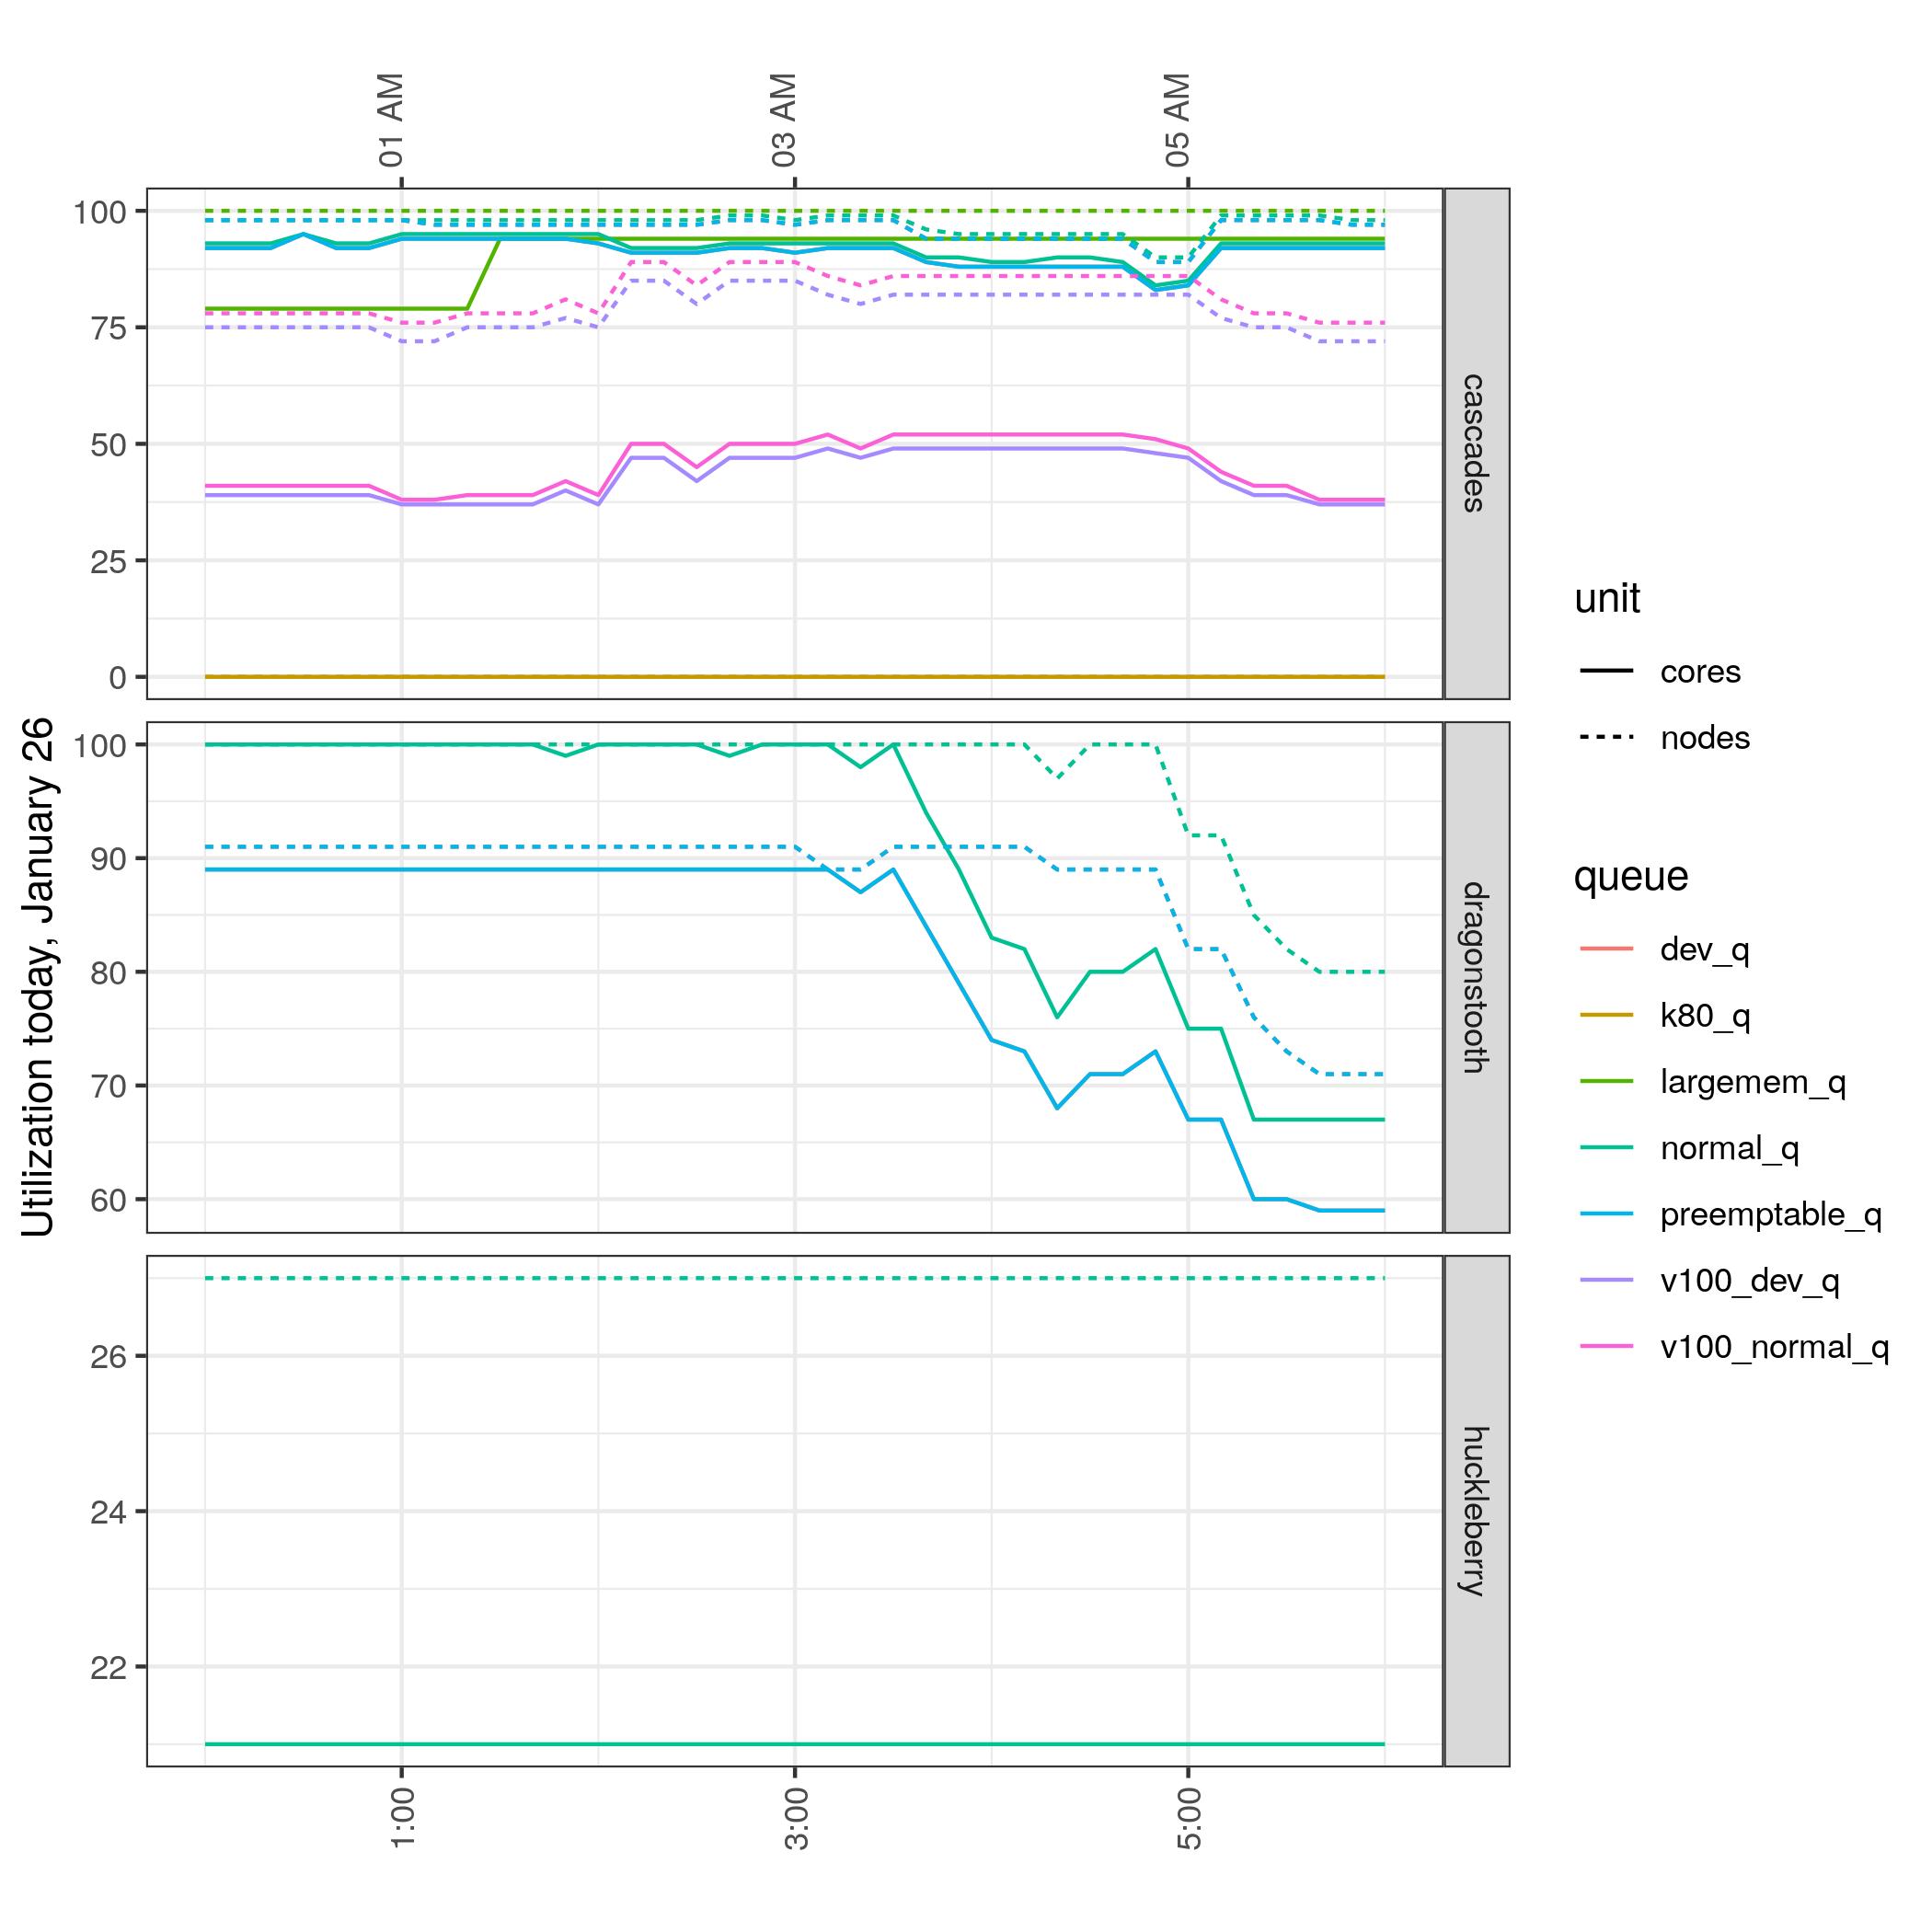 01 AM
03 AM
05 AM
Utilization today, January 26
100
75
50
25
0
cascades
100
90
80
70
60
dragonstooth
26
24
22
huckleberry
1:00
3:00
5:00
unit
cores
nodes
queue
dev_q
k80_q
largemem_q
normal_q
preemptable_q
v100_dev_q
v100_normal_q